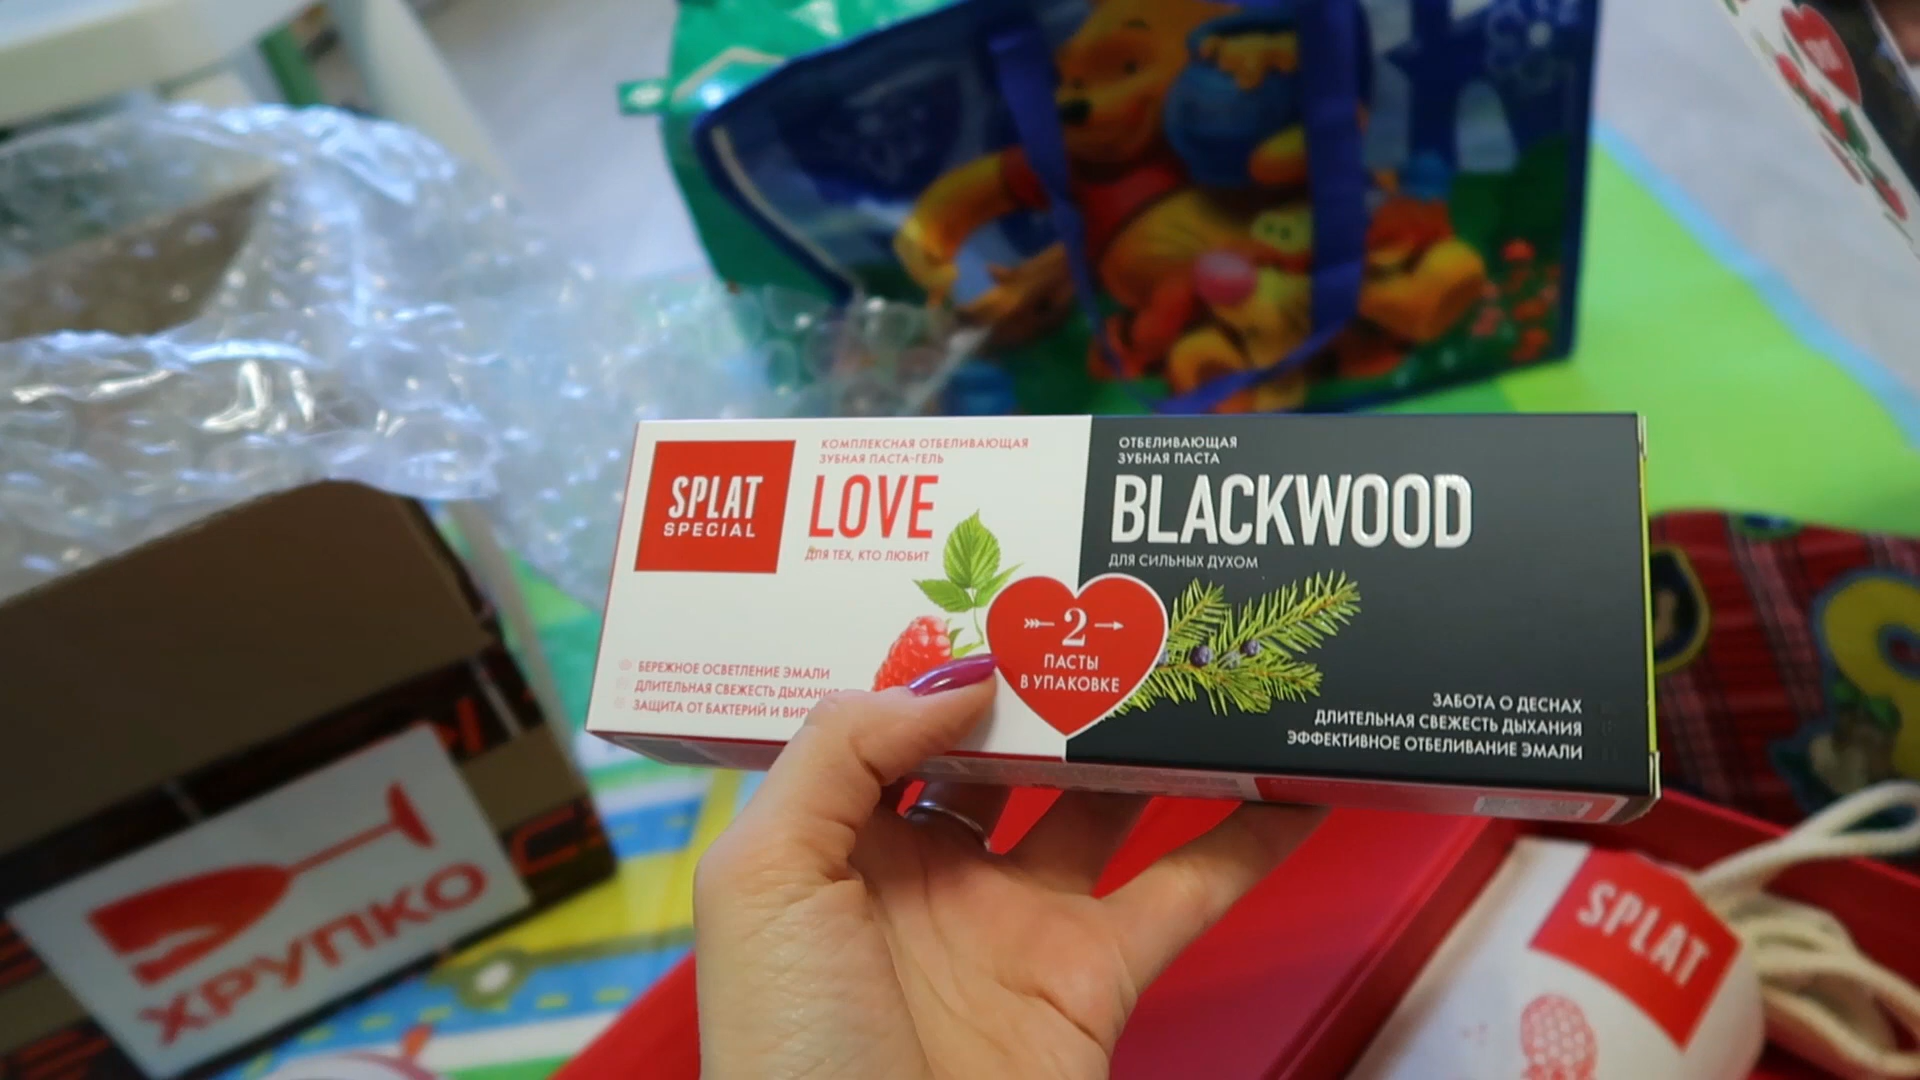 SPLAT
SPECIAL
КОМПЛЕКСНАЯ ОТБЕЛИВАЮЩАЯ
ЗУБНАЯ ПАСТА-ГЕЛЬ
LOVE
ДЛЯ ТЕХ, КТО ЛЮБИТ
БЕРЕЖНОЕ ОСВЕТЛЕНИЕ ЭМАЛИ
ДЛИТЕЛЬНАЯ СВЕЖЕСТЬ ДЫХАНИЯ
ЗАЩИТА ОТ БАКТЕРИЙ И
2
ПАСТЫ
В УПАКОВКЕ
ОТБЕЛИВАЮЩАЯ
ЗУБНАЯ ПАСТА
BLACKWOOD
ДЛЯ СИЛЬНЫХ ДУХОМ
ЗАБОТА О ДЕСНАХ
ДЛИТЕЛЬНАЯ СВЕЖЕСТЬ ДЫХАНИЯ
ЭФФЕКТИВНОЕ ОТБЕЛИВАНИЕ ЭМАЛИ
ХРУПКО
SPLAT